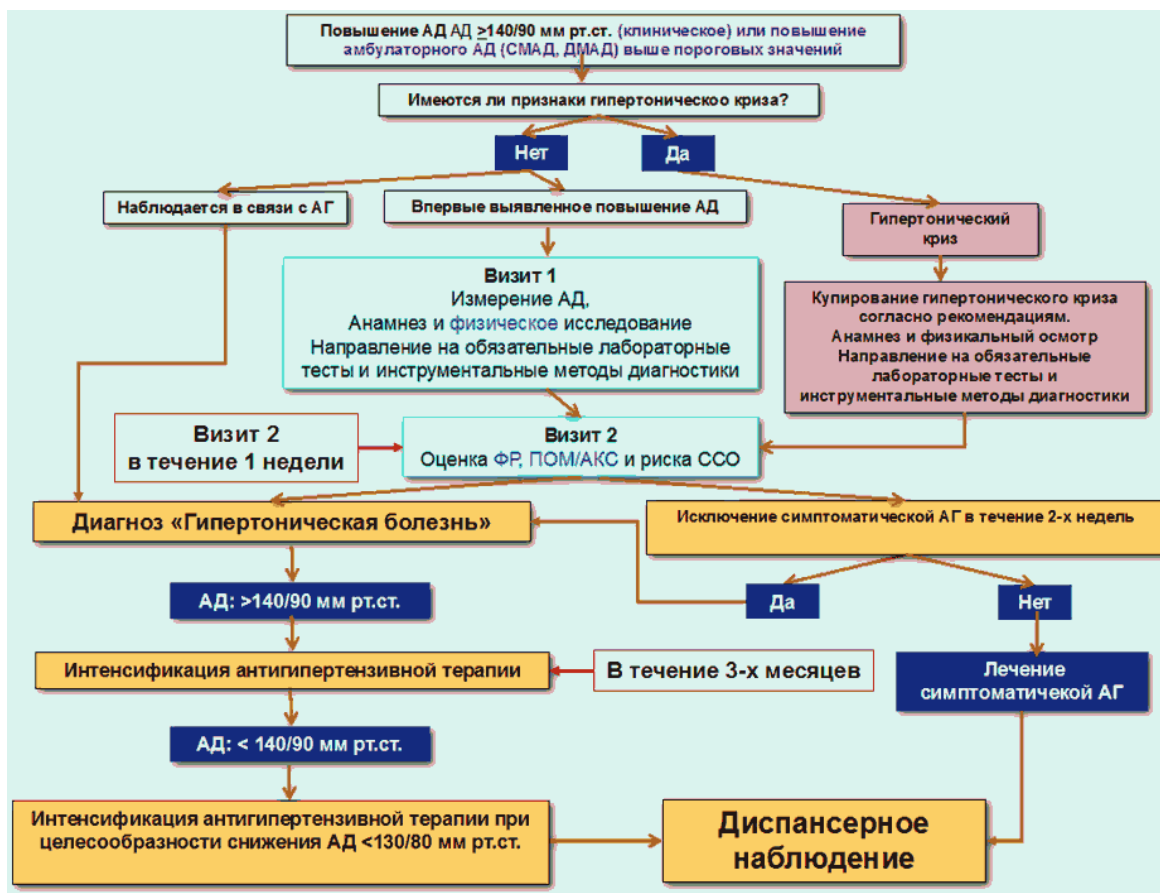 Повышение АД АД ≥140/90 мм рт.ст. (клиническое) или повышение
амбулаторного АД (СМАД, ДМАД) выше пороговых значений
Имеются ли признаки гипертоническоо криза?
Нет
Да
Наблюдается в связи с АГ
Впервые выявленное повышение АД
Гипертонический
криз
Визит 1
Измерение АД,
Анамнез и физическое исследование
Направление на обязательные лабораторные
тесты и инструментальные методы диагностики
Купирование гипертонического криза
согласно рекомендациям.
Анамнез и физикальный осмотр
Направление на обязательные
лабораторные тесты и
инструментальные методы диагностики
Визит 2
в течение 1 недели
Визит 2
Оценка ФР, ПОМ/АКС и риска ССО
Диагноз «Гипертоническая болезнь»
Исключение симптоматической АГ в течение 2-х недель
АД: >140/90 мм рт.ст.
Да
Нет
Интенсификация антигипертензивной терапии
В течение 3-х месяцев
Лечение
симптоматичекой АГ
АД: < 140/90 мм рт.ст.
Интенсификация антигипертензивной терапии при
целесообразности снижения АД <130/80 мм рт.ст.
Диспансерное
наблюдение